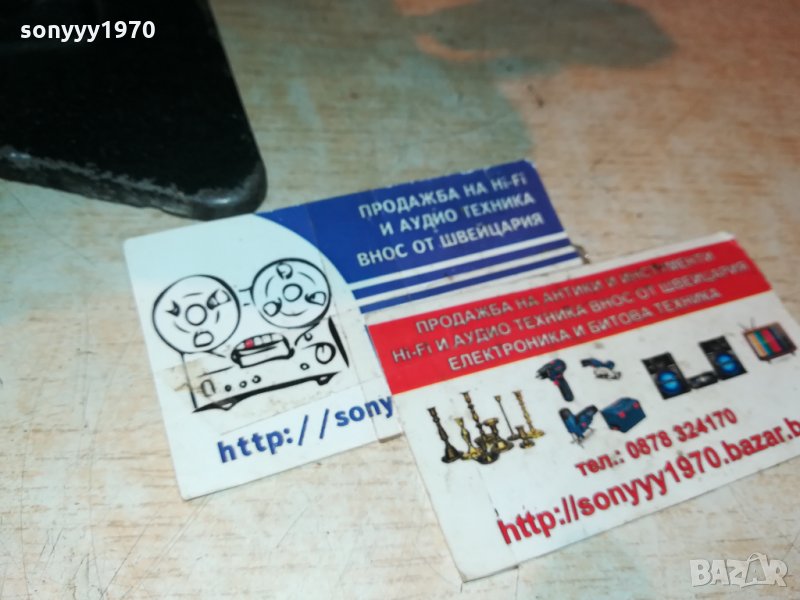 sonyyy1970
ПРОДАЖБА НА Hi-Fi
И АУДИО ТЕХНИКА
ВНОС ОТ ШВЕЙЦАРИЯ
http://sony
ПРОДАЖБА НА АНТИКИ И ИНСТРУМЕНТИ
Hi-Fi И АУДИО ТЕХНИКА ВНОС ОТ ШВЕЙЦАРИЯ
ЕЛЕКТРОНИКА И БИТОВА ТЕХНИКА
тел.: 0878 324170
http://sonyyy1970.bazar.b
BAZAR